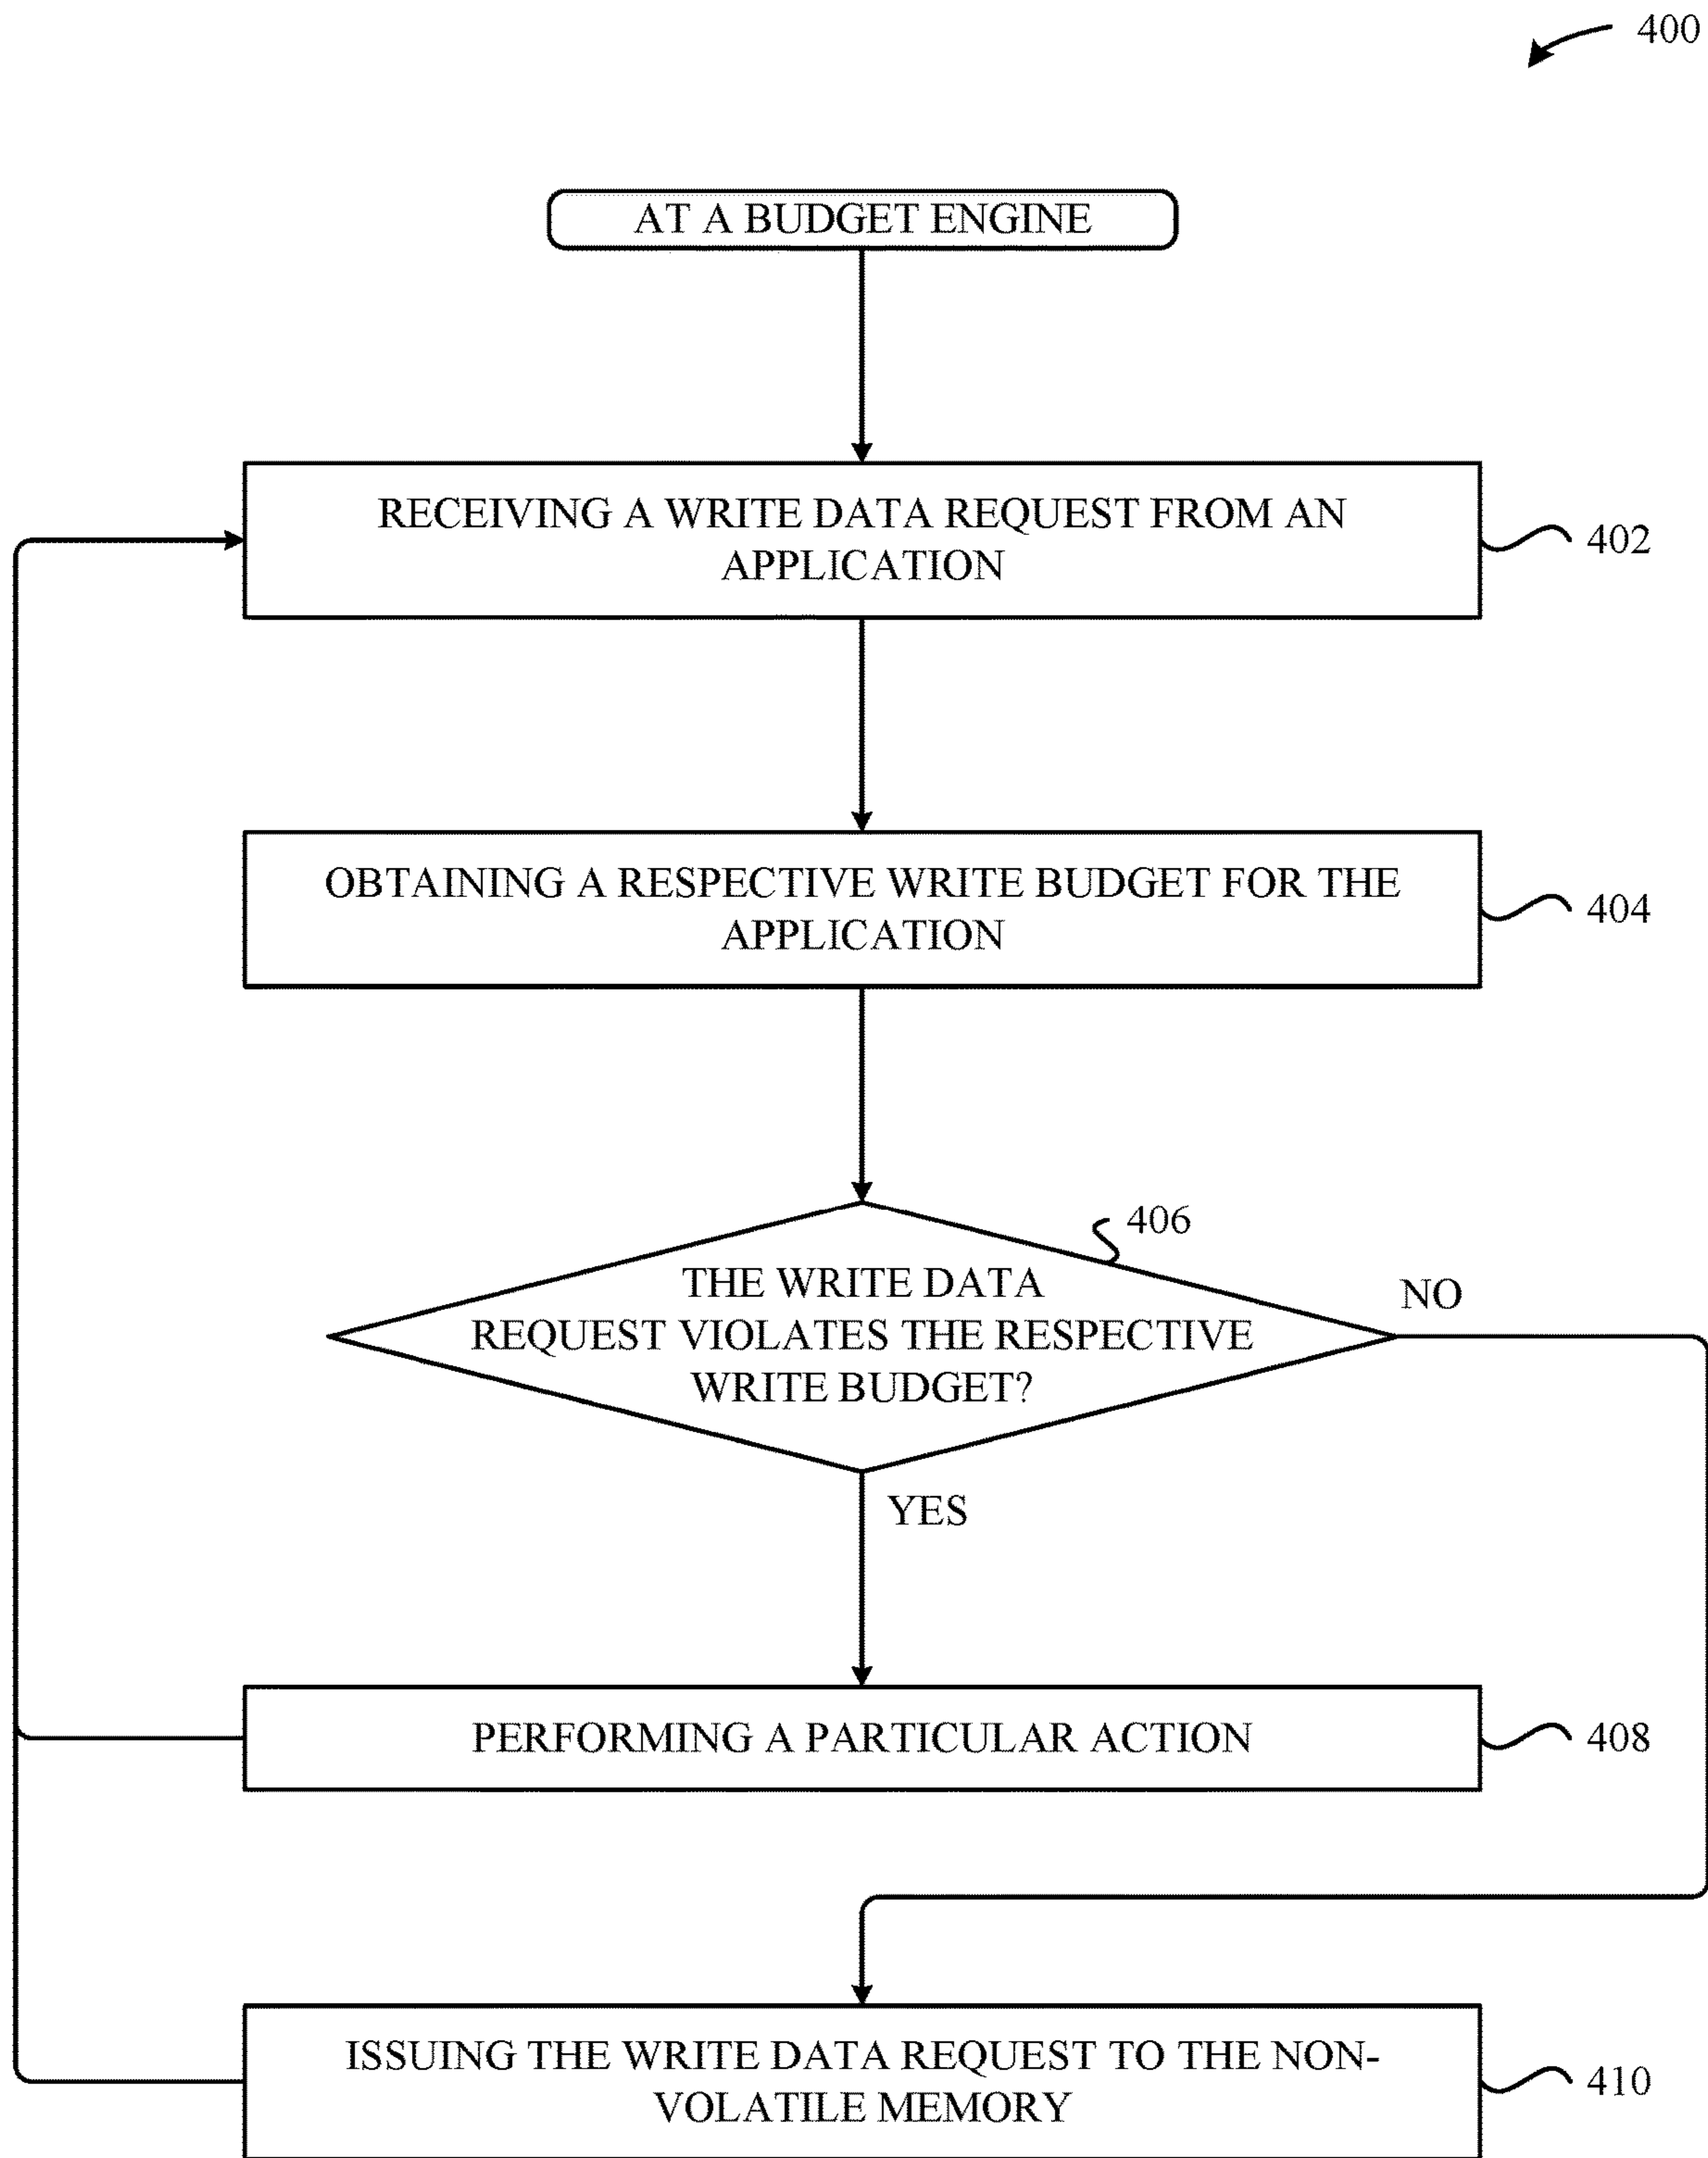 400
AT A BUDGET ENGINE
RECEIVING A WRITE DATA REQUEST FROM AN
APPLICATION
402
OBTAINING A RESPECTIVE WRITE BUDGET FOR THE
APPLICATION
404
406
THE WRITE DATA
REQUEST VIOLATES THE RESPECTIVE
WRITE BUDGET?
NO
YES
PERFORMING A PARTICULAR ACTION
408
ISSUING THE WRITE DATA REQUEST TO THE NON-
VOLATILE MEMORY
410